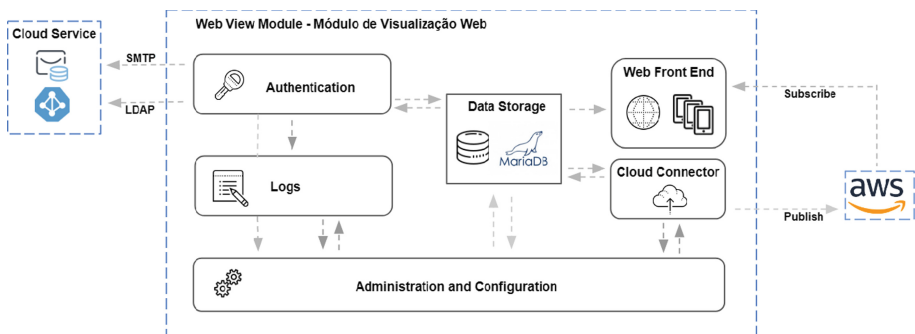 Web View Module - Módulo de Visualização Web
Cloud Service
SMTP
LDAP
Authentication
Data Storage
MariaDB
Web Front End
Subscribe
Logs
Cloud Connector
aws
Publish
Administration and Configuration